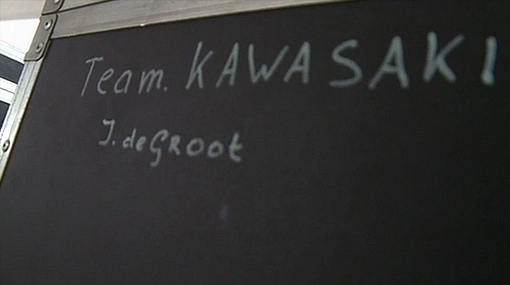 Team. KAWASAKI
J. deGROOt